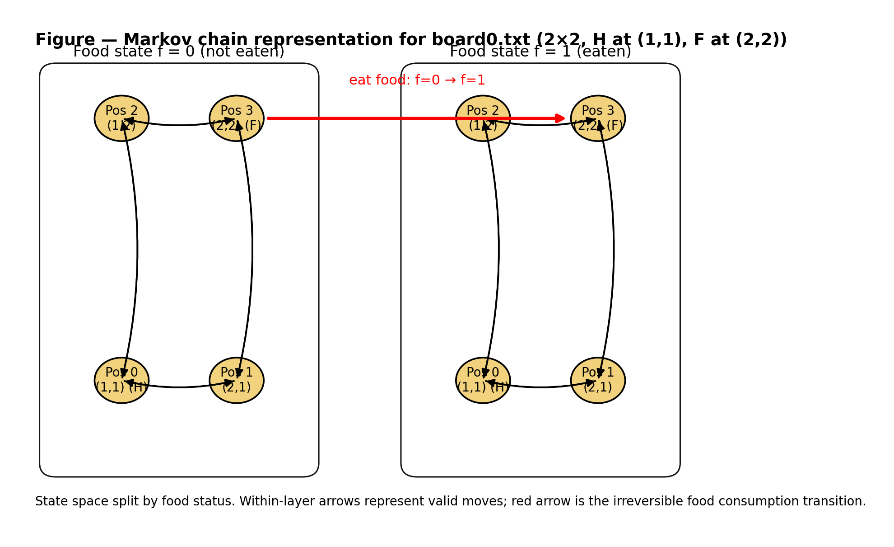 Figure — Markov chain representation for board0.txt (2×2, H at (1,1), F at (2,2))
Food state f = 0 (not eaten)
Food state f = 1 (eaten)
eat food: f=0 → f=1
Pos 2
(1,2)
Pos 3
(2,2) (F)
Pos 2
(1,2)
Pos 3
(2,2) (F)
Pos 0
(1,1) (H)
Pos 1
(2,1)
Pos 0
(1,1) (H)
Pos 1
(2,1)
State space split by food status. Within-layer arrows represent valid moves; red arrow is the irreversible food consumption transition.